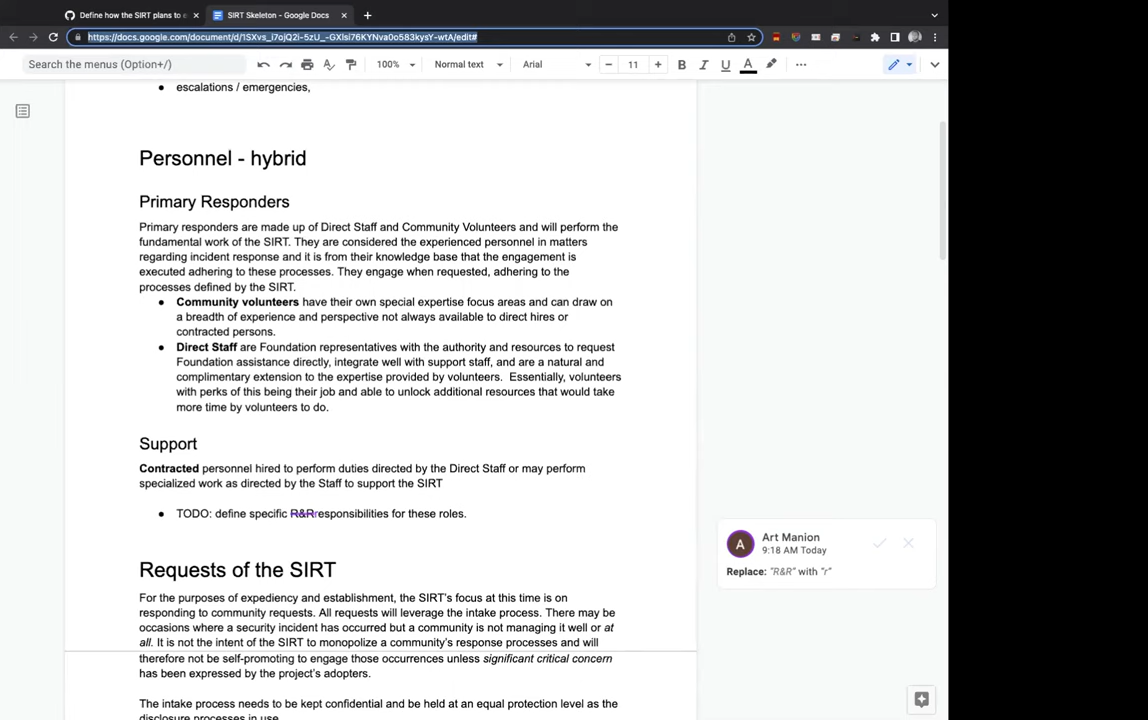 Define how the SIRT plans to e
SIRT Skeleton - Google Docs
https://docs.google.com/document/d/1SXvs_i7ojQ2i-5zU_-GXlsi76KYNva0o583kysY-wtA/edit#
Search the menus (Option+/)
100%
Normal text
Arial
11
B I U A
escalations / emergencies,
Personnel - hybrid
Primary Responders
Primary responders are made up of Direct Staff and Community Volunteers and will perform the
fundamental work of the SIRT. They are considered the experienced personnel in matters
regarding incident response and it is from their knowledge base that the engagement is
executed adhering to these processes. They engage when requested, adhering to the
processes defined by the SIRT.
Community volunteers have their own special expertise focus areas and can draw on
a breadth of experience and perspective not always available to direct hires or
contracted persons.
Direct Staff are Foundation representatives with the authority and resources to request
Foundation assistance directly, integrate well with support staff, and are a natural and
complimentary extension to the expertise provided by volunteers. Essentially, volunteers
with perks of this being their job and able to unlock additional resources that would take
more time by volunteers to do.
Support
Contracted personnel hired to perform duties directed by the Direct Staff or may perform
specialized work as directed by the Staff to support the SIRT
TODO: define specific R&Rresponsibilities for these roles.
A
Art Manion
9:18 AM Today
Replace: "R&R" with "r"
Requests of the SIRT
For the purposes of expediency and establishment, the SIRT's focus at this time is on
responding to community requests. All requests will leverage the intake process. There may be
occasions where a security incident has occurred but a community is not managing it well or at
all. It is not the intent of the SIRT to monopolize a community's response processes and will
therefore not be self-promoting to engage those occurrences unless significant critical concern
has been expressed by the project's adopters.
The intake process needs to be kept confidential and be held at an equal protection level as the
disclosure processes in use.